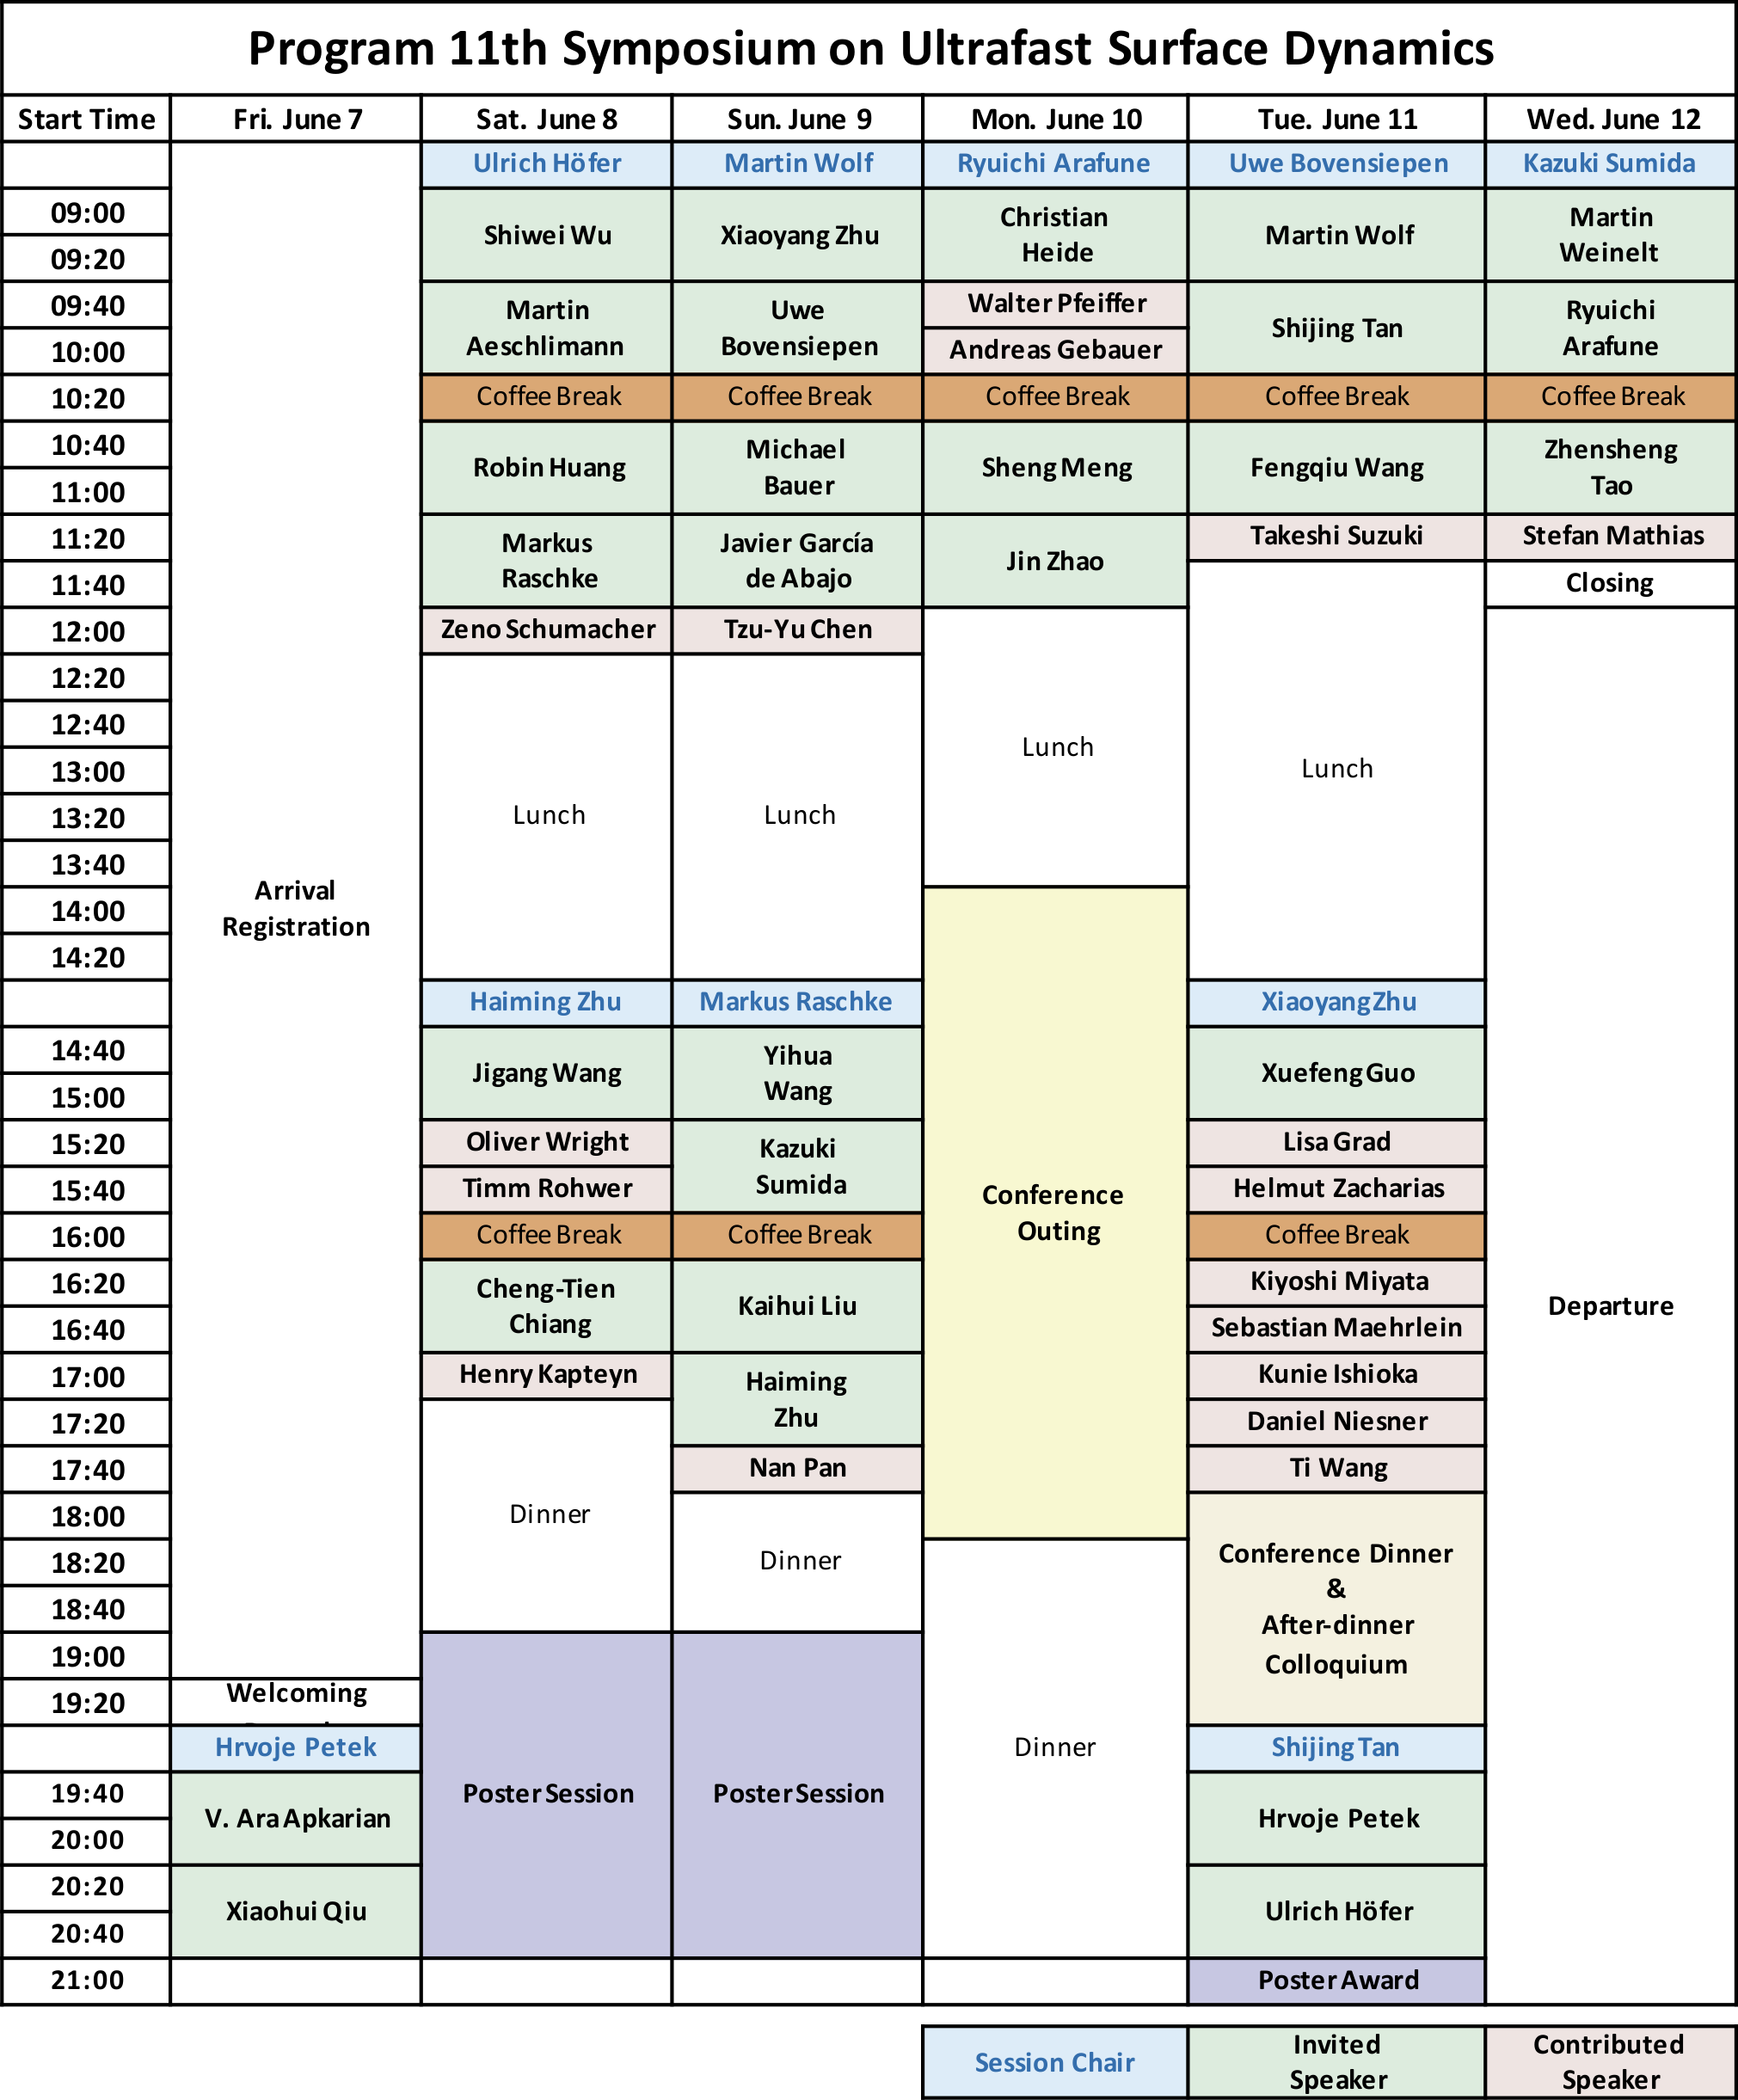 Program 11th Symposium on Ultrafast Surface Dynamics
Start Time Fri. June 7 Sat. June 8 Sun. June 9 Mon. June 10 Tue. June 11 Wed. June 12
Ulrich Höfer Martin Wolf Ryuichi Arafune Uwe Bovensiepen Kazuki Sumida
09:00 Christian Martin
Shiwei Wu Xiaoyang Zhu Martin Wolf
09:20 Heide Weinelt
09:40 Martin Uwe Walter Pfeiffer Ryuichi
Shijing Tan
10:00 Aeschlimann Bovensiepen Andreas Gebauer Arafune
10:20 Coffee Break Coffee Break Coffee Break Coffee Break Coffee Break
10:40 Michael Zhensheng
Robin Huang Sheng Meng Fengqiu Wang
11:00 Bauer Tao
11:20 Markus Javier García Takeshi Suzuki Stefan Mathias
Jin Zhao
11:40 Raschke de Abajo Closing
12:00 Zeno Schumacher Tzu-Yu Chen
12:20
12:40
Lunch
13:00 Lunch
13:20 Lunch Lunch
13:40
Arrival
14:00
Registration
14:20
Haiming Zhu Markus Raschke Xiaoyang Zhu
14:40 Yihua
Jigang Wang Xuefeng Guo
15:00 Wang
15:20 Oliver Wright Kazuki Lisa Grad
15:40 Timm Rohwer Sumida Conference Helmut Zacharias
16:00 Coffee Break Coffee Break Outing Coffee Break
16:20 Cheng-Tien Kiyoshi Miyata
Kaihui Liu Departure
16:40 Chiang Sebastian Maehrlein
17:00 Henry Kapteyn Haiming Kunie Ishioka
17:20 Zhu Daniel Niesner
17:40 Nan Pan Ti Wang
18:00 Dinner
18:20 Dinner Conference Dinner
&
18:40 After-dinner
19:00 Colloquium
19:20 Welcoming
Hrvoje Petek Dinner Shijing Tan
19:40 Poster Session Poster Session
V. Ara Apkarian Hrvoje Petek
20:00
20:20
Xiaohui Qiu Ulrich Höfer
20:40
21:00 Poster Award
Session Chair Invited Contributed
Speaker Speaker